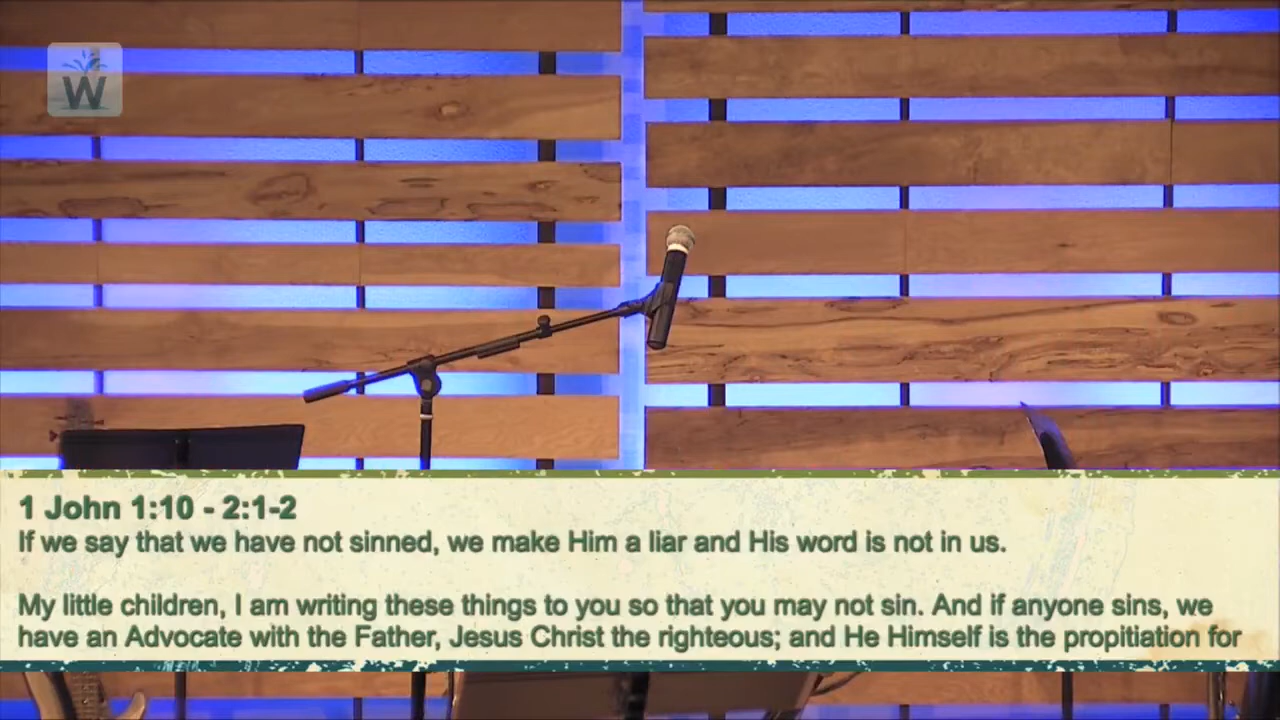 W
1 John 1:10 - 2:1-2
If we say that we have not sinned, we make Him a liar and His word is not in us.
My little children, I am writing these things to you so that you may not sin. And if anyone sins, we
have an Advocate with the Father, Jesus Christ the righteous; and He Himself is the propitiation for